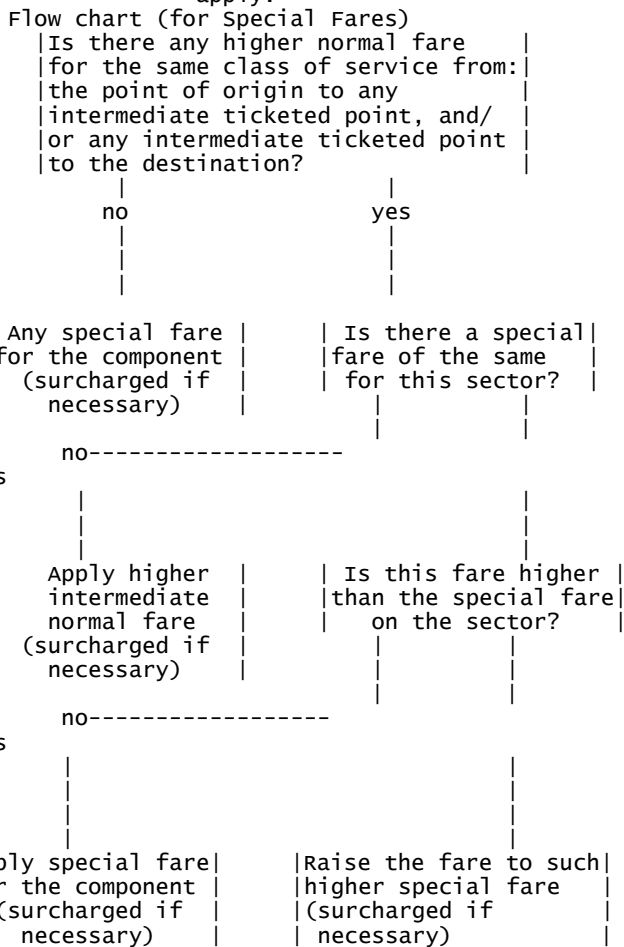 apply.
Flow chart (for Special Fares)
|Is there any higher normal fare |
|for the same class of service from:|
|the point of origin to any |
|intermediate ticketed point, and/ |
|or any intermediate ticketed point |
|to the destination? |
| |
no yes
| |
| |
| |
Any special fare | | Is there a special|
for the component | |fare of the same |
(surcharged if | | for this sector? |
necessary) | | |
| |
no-------------------
s
| |
| |
| |
Apply higher | | Is this fare higher |
intermediate | |than the special fare|
normal fare | | on the sector? |
(surcharged if | | |
necessary) | | |
| |
no------------------
s
| |
| |
| |
| |
ply special fare| |Raise the fare to such|
r the component | |higher special fare |
(surcharged if | |(surcharged if |
necessary) | | necessary) |